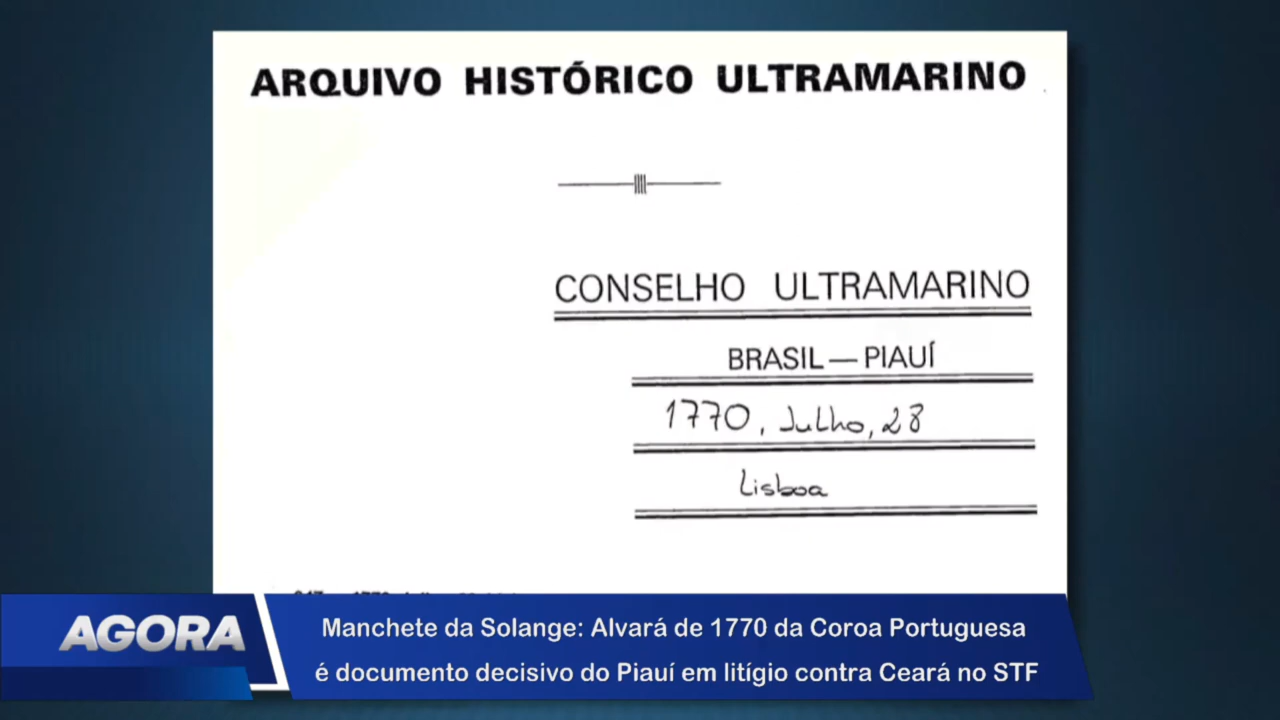 ARQUIVO HISTÓRICO ULTRAMARINO
CONSELHO ULTRAMARINO
BRASIL — PIAUÍ
1770, Julho, 28
Lisboa
AGORA
Manchete da Solange: Alvará de 1770 da Coroa Portuguesa
é documento decisivo do Piauí em litígio contra Ceará no STF